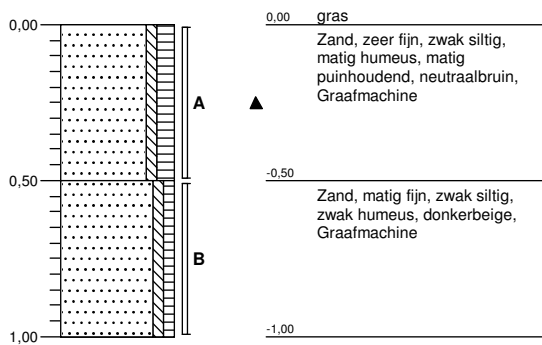 0,00
0,00
gras
Zand, zeer fijn, zwak siltig,
matig humeus, matig
puinhoudend, neutraalbruin,
Graafmachine
A
0,50
-0,50
Zand, matig fijn, zwak siltig,
zwak humeus, donkerbeige,
Graafmachine
B
1,00
-1,00